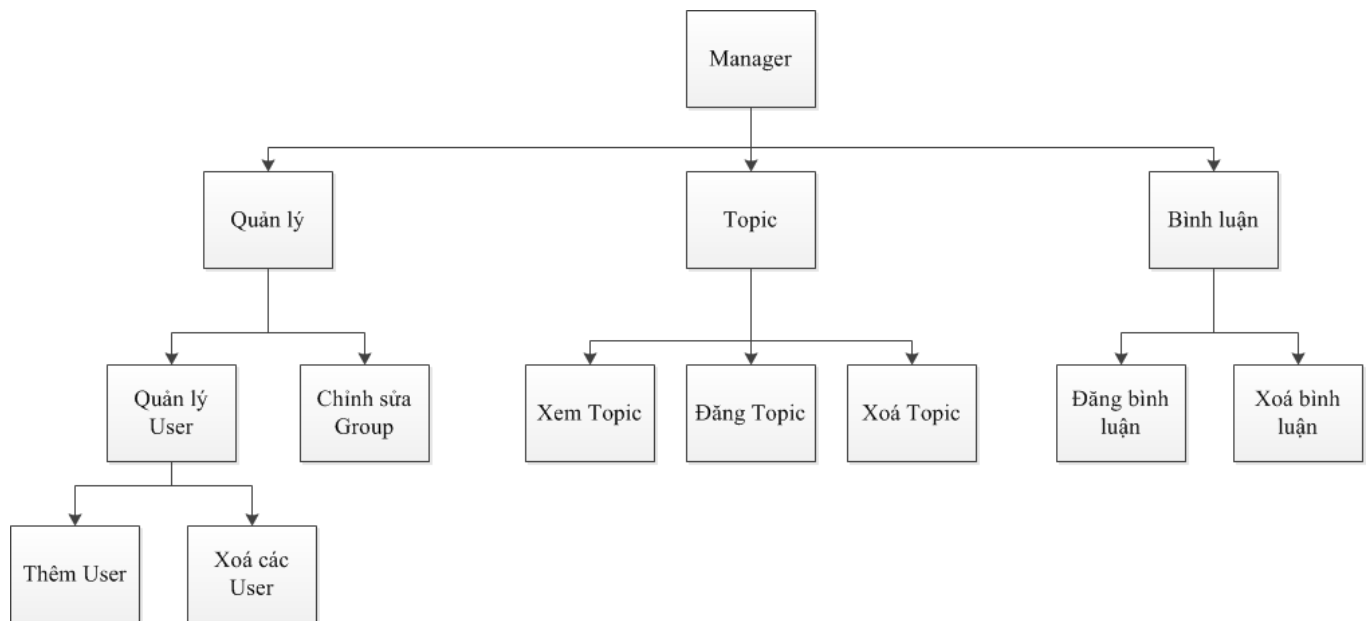 Manager
Quản lý
Topic
Bình luận
Quản lý
User
Chỉnh sửa
Group
Xem Topic
Đăng Topic
Xoá Topic
Đăng bình
luận
Xoá bình
luận
Thêm User
Xoá các
User